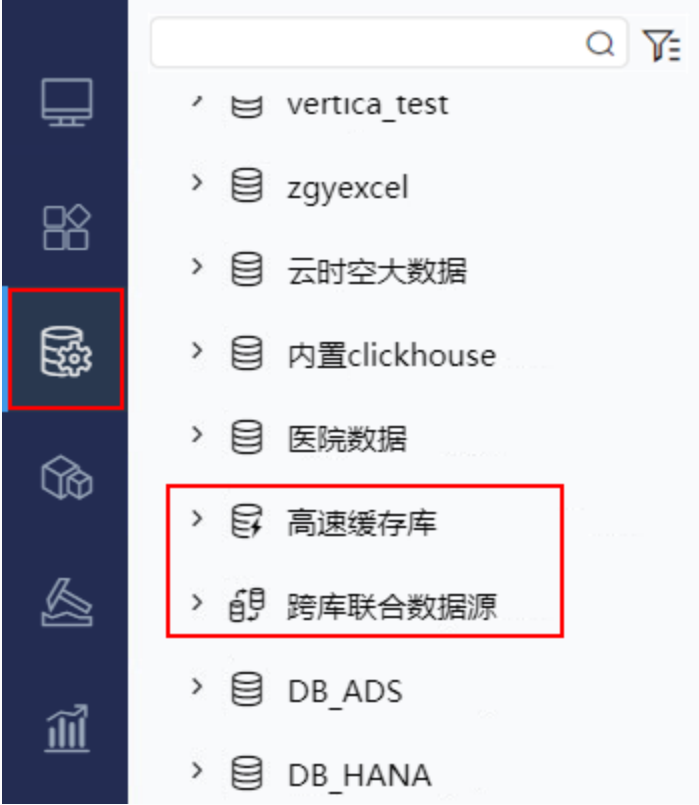 vertica_test
zgyexcel
云时空大数据
内置clickhouse
医院数据
高速缓存库
跨库联合数据源
DB_ADS
DB_HANA